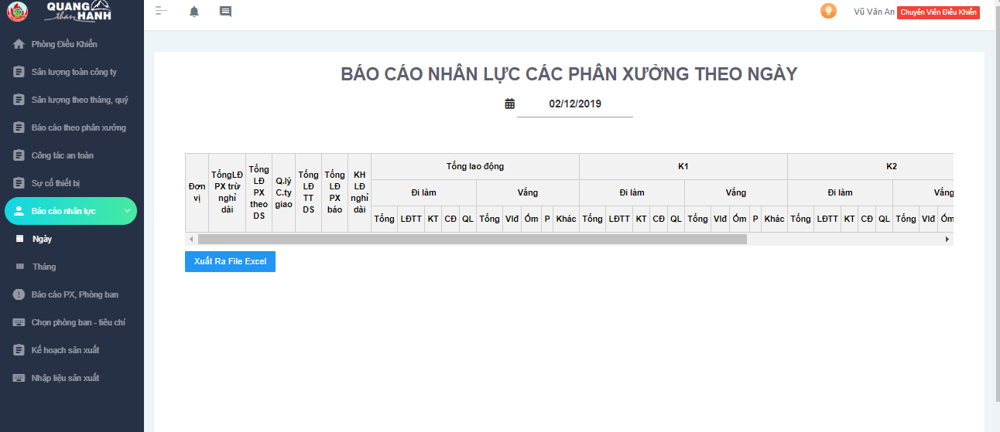 QUANG
than HẠNH
Vũ Văn An Chuyên Viên Điều Khiển
Phòng Điều Khiển
Sản lượng toàn công ty
Sản lượng theo tháng, quý
Báo cáo theo phân xưởng
Công tác an toàn
Sự cố thiết bị
Báo cáo nhân lực
Ngày
Tháng
Báo cáo PX, Phòng ban
Chọn phòng ban - tiêu chí
Kế hoạch sản xuất
Nhập liệu sản xuất
BÁO CÁO NHÂN LỰC CÁC PHÂN XƯỞNG THEO NGÀY
02/12/2019
Đơn
vị
TổngLĐ
PX trừ
nghỉ
dài
Tổng
LĐ
PX
theo
DS
Q.lý
C.ty
giao
Tổng
LĐ
TT
DS
Tổng
LĐ
PX
báo
KH
LĐ
nghỉ
dài
Tổng lao động K1 K2
Đi làm Vắng Đi làm Vắng Đi làm Vắng
Tổng LĐTT KT CĐ QL Tổng Vlđ Ốm P Khác Tổng LĐTT KT CĐ QL Tổng Vlđ Ốm P Khác Tổng LĐTT KT CĐ QL Tổng Vlđ Ốm
Xuất Ra File Excel